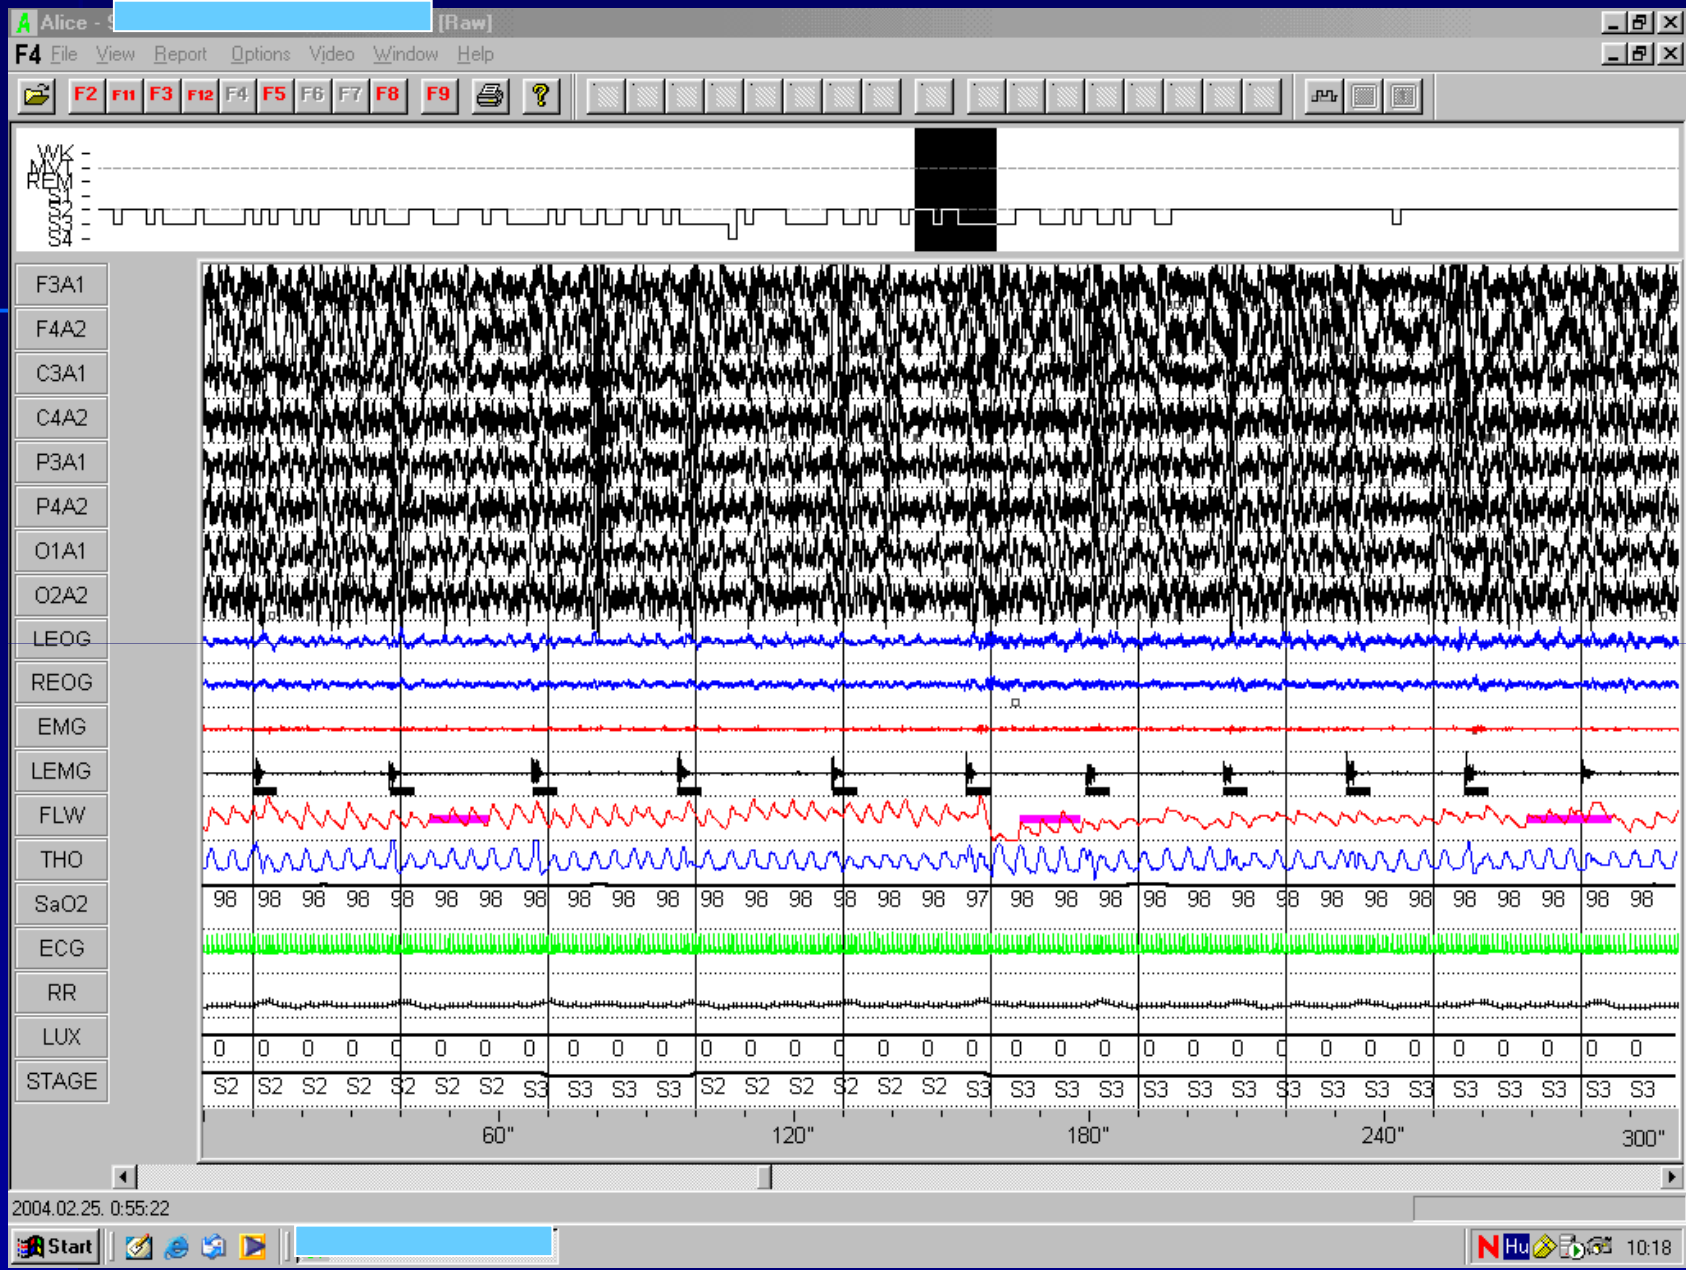 Alice - S [Raw]
F4 File View Report Options Video Window Help
F2 F11 F3 F12 F4 F5 F6 F7 F8 F9 ?
WK
MVT
REM
S1
S2
S3
S4
F3A1
F4A2
C3A1
C4A2
P3A1
P4A2
O1A1
O2A2
LEOG
REOG
EMG
LEMG
FLW
THO
SaO2 98 98 98 98 98 98 98 98 98 98 98 98 98 98 98 98 98 97 98 98 98 98 98 98 98 98 98 98 98 98 98 98 98
ECG
RR
LUX 0 0 0 0 0 0 0 0 0 0 0 0 0 0 0 0 0 0 0 0 0 0 0 0 0 0 0 0 0 0 0 0 0
STAGE S2 S2 S2 S2 S2 S2 S2 S3 S3 S3 S3 S2 S2 S2 S2 S2 S2 S3 S3 S3 S3 S3 S3 S3 S3 S3 S3 S3 S3 S3 S3 S3 S3
60" 120" 180" 240" 300"
2004.02.25. 0:55:22
Start N Hu 10:18